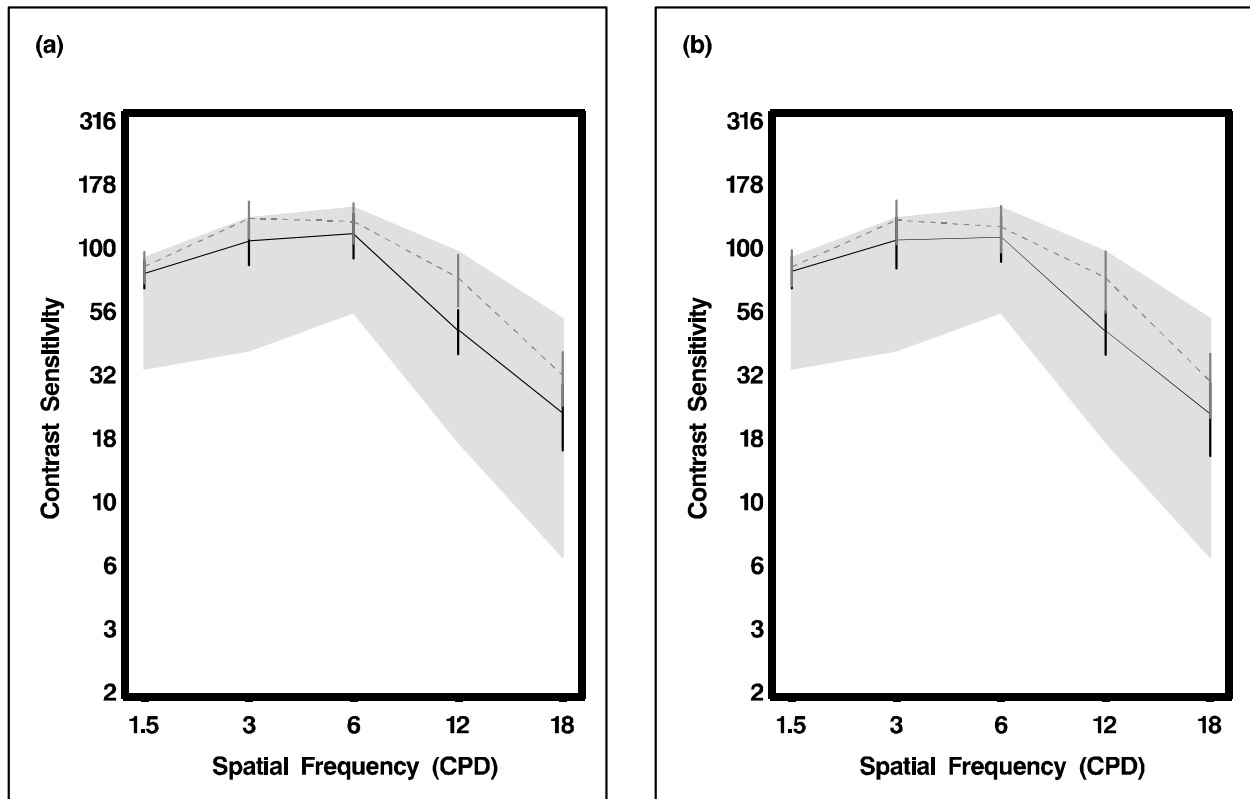 (a)
316
178
100
56
32
18
10
6
3
2
Contrast Sensitivity
1.5 3 6 12 18
Spatial Frequency (CPD)
(b)
316
178
100
56
32
18
10
6
3
2
Contrast Sensitivity
1.5 3 6 12 18
Spatial Frequency (CPD)